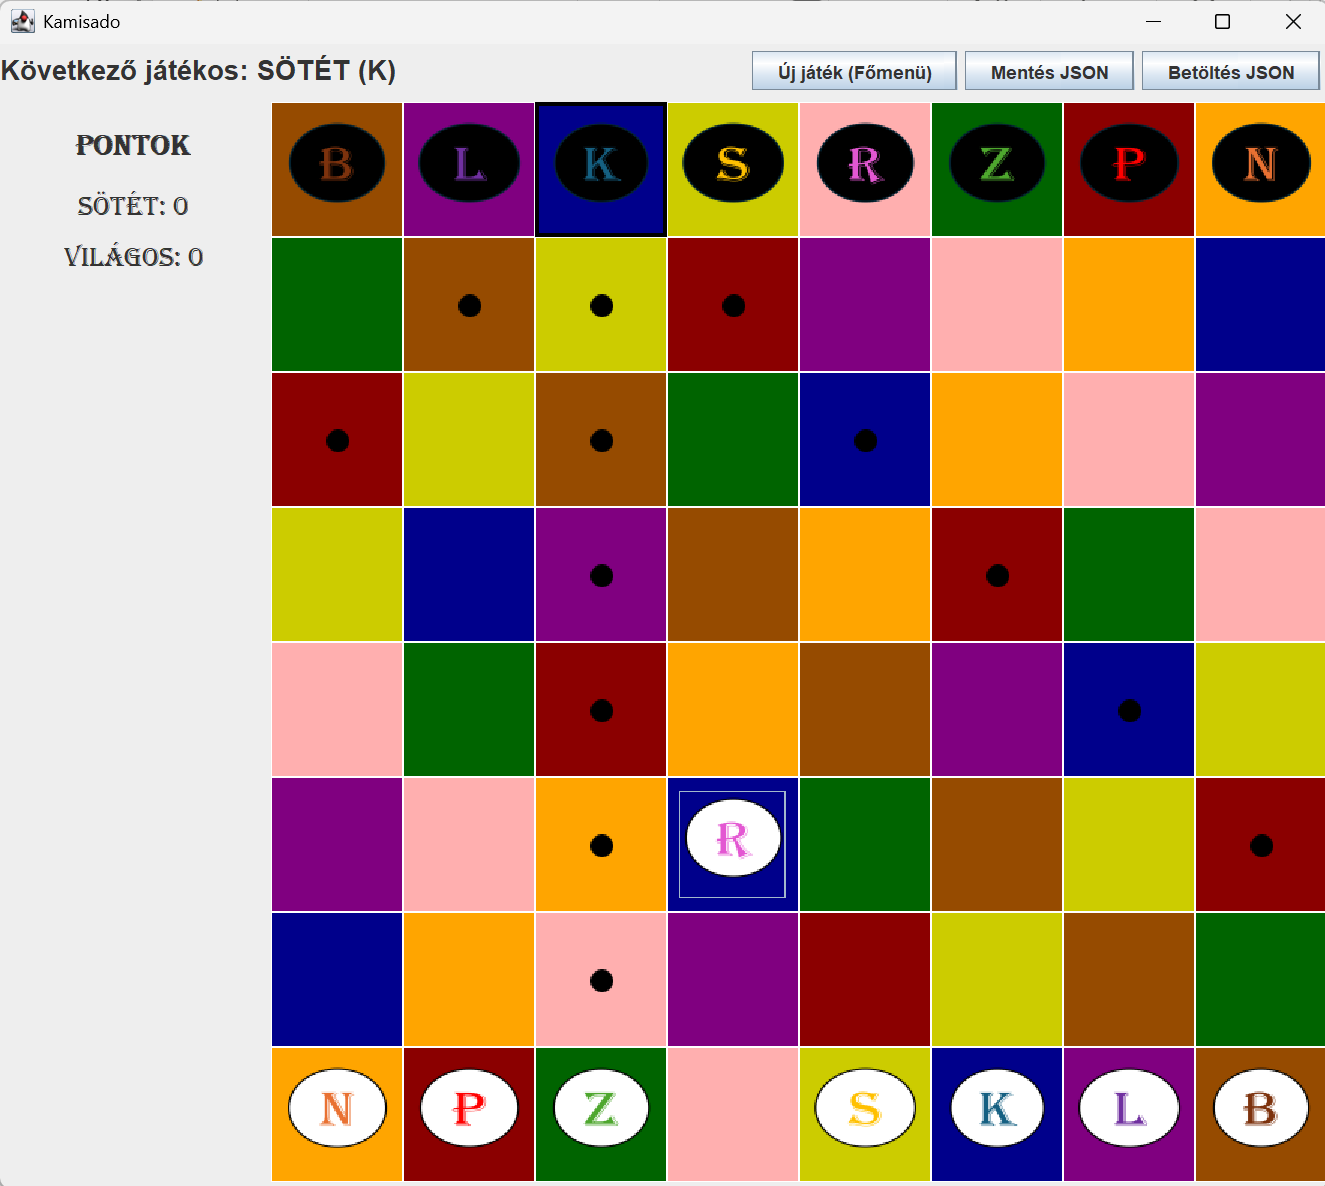 Kamisado
Következő játékos: SÖTÉT (K)
Új játék (Főmenü) Mentés JSON Betöltés JSON
PONTOK
SÖTÉT: 0
VILÁGOS: 0
B L K S R Z P N
R
N P Z S K L B